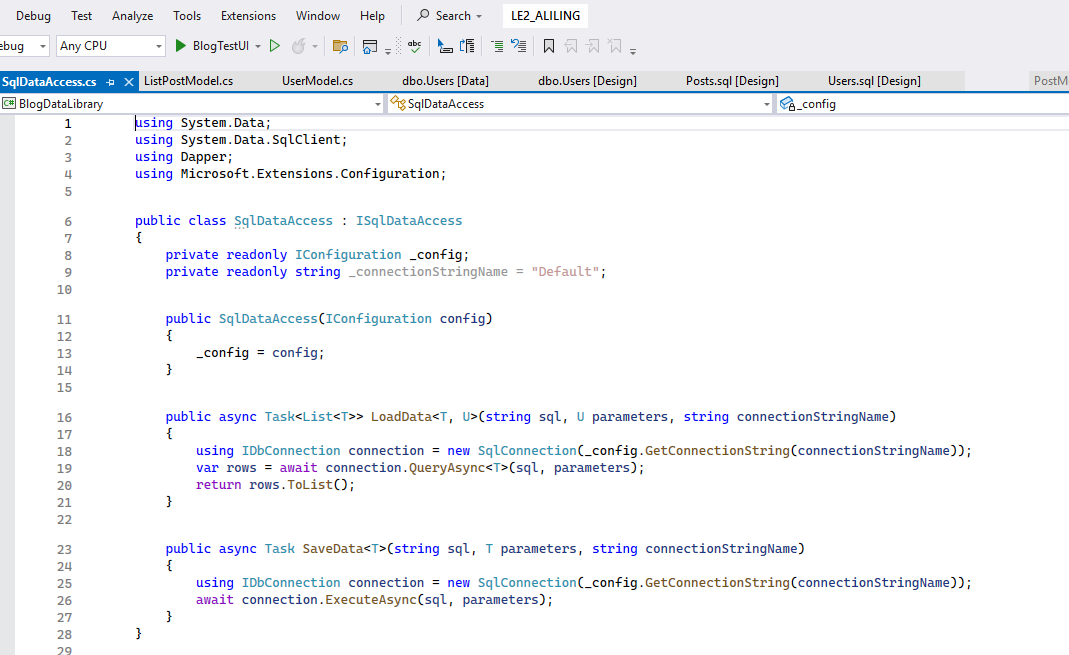 Debug Test Analyze Tools Extensions Window Help Search LE2_ALILING
ebug Any CPU BlogTestUI abc
SqlDataAccess.cs ListPostModel.cs UserModel.cs dbo.Users [Data] dbo.Users [Design] Posts.sql [Design] Users.sql [Design] PostM
C# BlogDataLibrary SqlDataAccess _config
1 using System.Data;
2 using System.Data.SqlClient;
3 using Dapper;
4 using Microsoft.Extensions.Configuration;
5
6 public class SqlDataAccess : ISqlDataAccess
7 {
8 private readonly IConfiguration _config;
9 private readonly string _connectionStringName = "Default";
10
11 public SqlDataAccess(IConfiguration config)
12 {
13 _config = config;
14 }
15
16 public async Task<List<T>> LoadData<T, U>(string sql, U parameters, string connectionStringName)
17 {
18 using IDbConnection connection = new SqlConnection(_config.GetConnectionString(connectionStringName));
19 var rows = await connection.QueryAsync<T>(sql, parameters);
20 return rows.ToList();
21 }
22
23 public async Task SaveData<T>(string sql, T parameters, string connectionStringName)
24 {
25 using IDbConnection connection = new SqlConnection(_config.GetConnectionString(connectionStringName));
26 await connection.ExecuteAsync(sql, parameters);
27 }
28 }
29